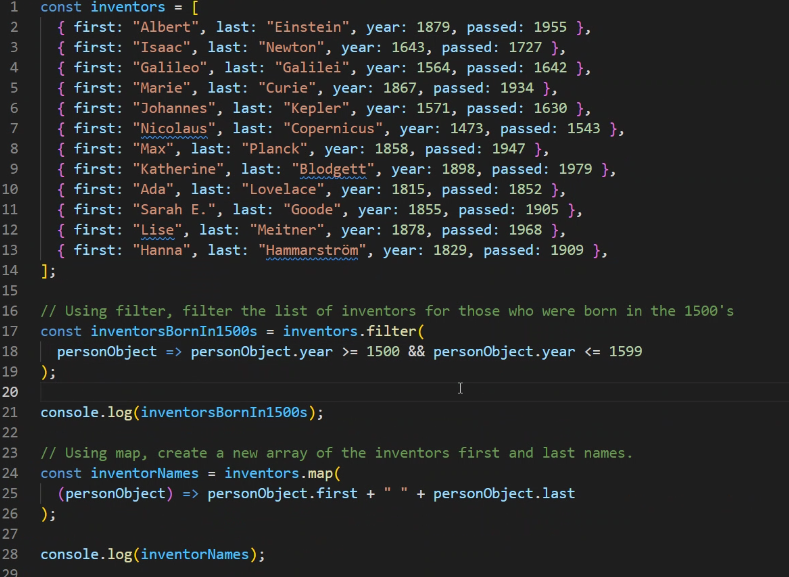 1 const inventors = [
2 { first: "Albert", last: "Einstein", year: 1879, passed: 1955 },
3 { first: "Isaac", last: "Newton", year: 1643, passed: 1727 },
4 { first: "Galileo", last: "Galilei", year: 1564, passed: 1642 },
5 { first: "Marie", last: "Curie", year: 1867, passed: 1934 },
6 { first: "Johannes", last: "Kepler", year: 1571, passed: 1630 },
7 { first: "Nicolaus", last: "Copernicus", year: 1473, passed: 1543 },
8 { first: "Max", last: "Planck", year: 1858, passed: 1947 },
9 { first: "Katherine", last: "Blodgett", year: 1898, passed: 1979 },
10 { first: "Ada", last: "Lovelace", year: 1815, passed: 1852 },
11 { first: "Sarah E.", last: "Goode", year: 1855, passed: 1905 },
12 { first: "Lise", last: "Meitner", year: 1878, passed: 1968 },
13 { first: "Hanna", last: "Hammarström", year: 1829, passed: 1909 },
14 ];
15
16 // Using filter, filter the list of inventors for those who were born in the 1500's
17 const inventorsBornIn1500s = inventors.filter(
18 personObject => personObject.year >= 1500 && personObject.year <= 1599
19 );
20
21 console.log(inventorsBornIn1500s);
22
23 // Using map, create a new array of the inventors first and last names.
24 const inventorNames = inventors.map(
25 (personObject) => personObject.first + " " + personObject.last
26 );
27
28 console.log(inventorNames);
29